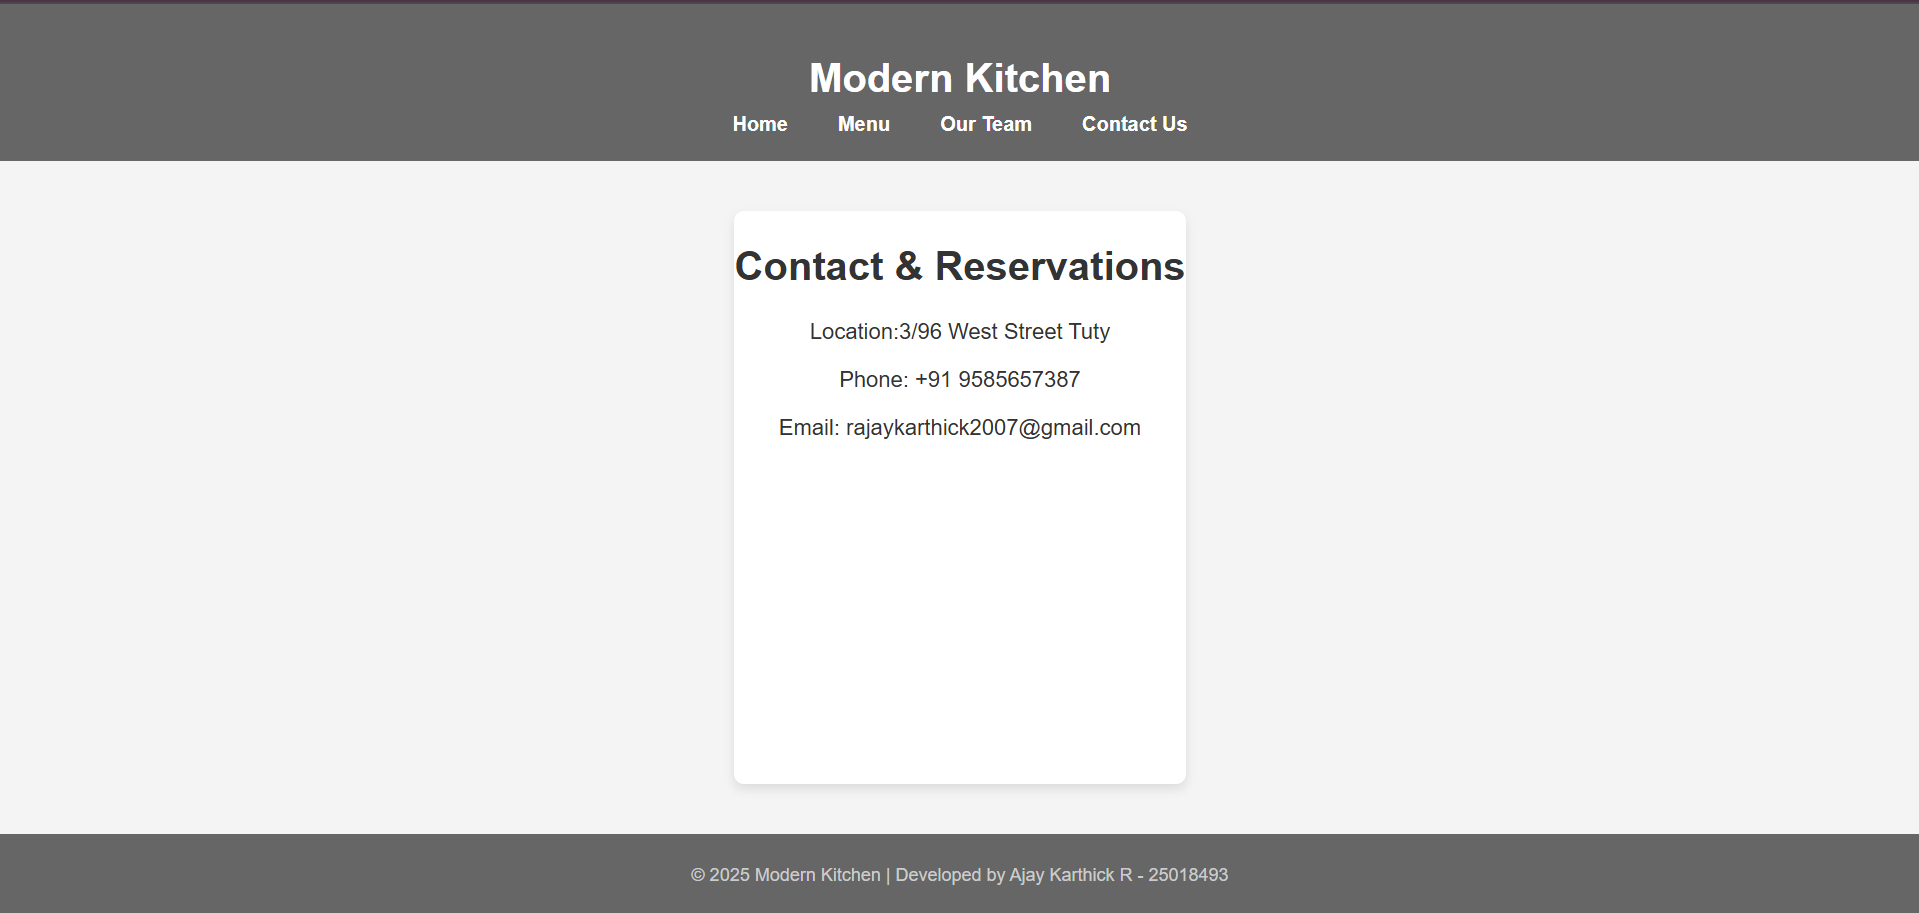 Modern Kitchen
Home Menu Our Team Contact Us
Contact & Reservations
Location:3/96 West Street Tuty
Phone: +91 9585657387
Email: rajaykarthick2007@gmail.com
© 2025 Modern Kitchen | Developed by Ajay Karthick R - 25018493